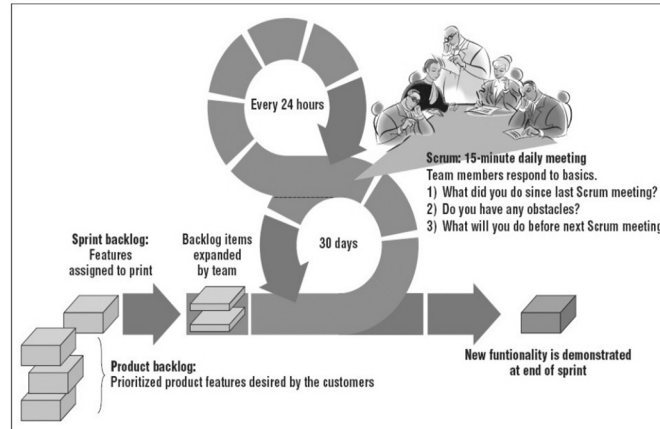 Every 24 hours
Scrum: 15-minute daily meeting
Team members respond to basics.
1) What did you do since last Scrum meeting?
2) Do you have any obstacles?
3) What will you do before next Scrum meeting
30 days
Sprint backlog:
Features
assigned to print
Backlog items
expanded
by team
New funtionality is demonstrated
at end of sprint
Product backlog:
Prioritized product features desired by the customers